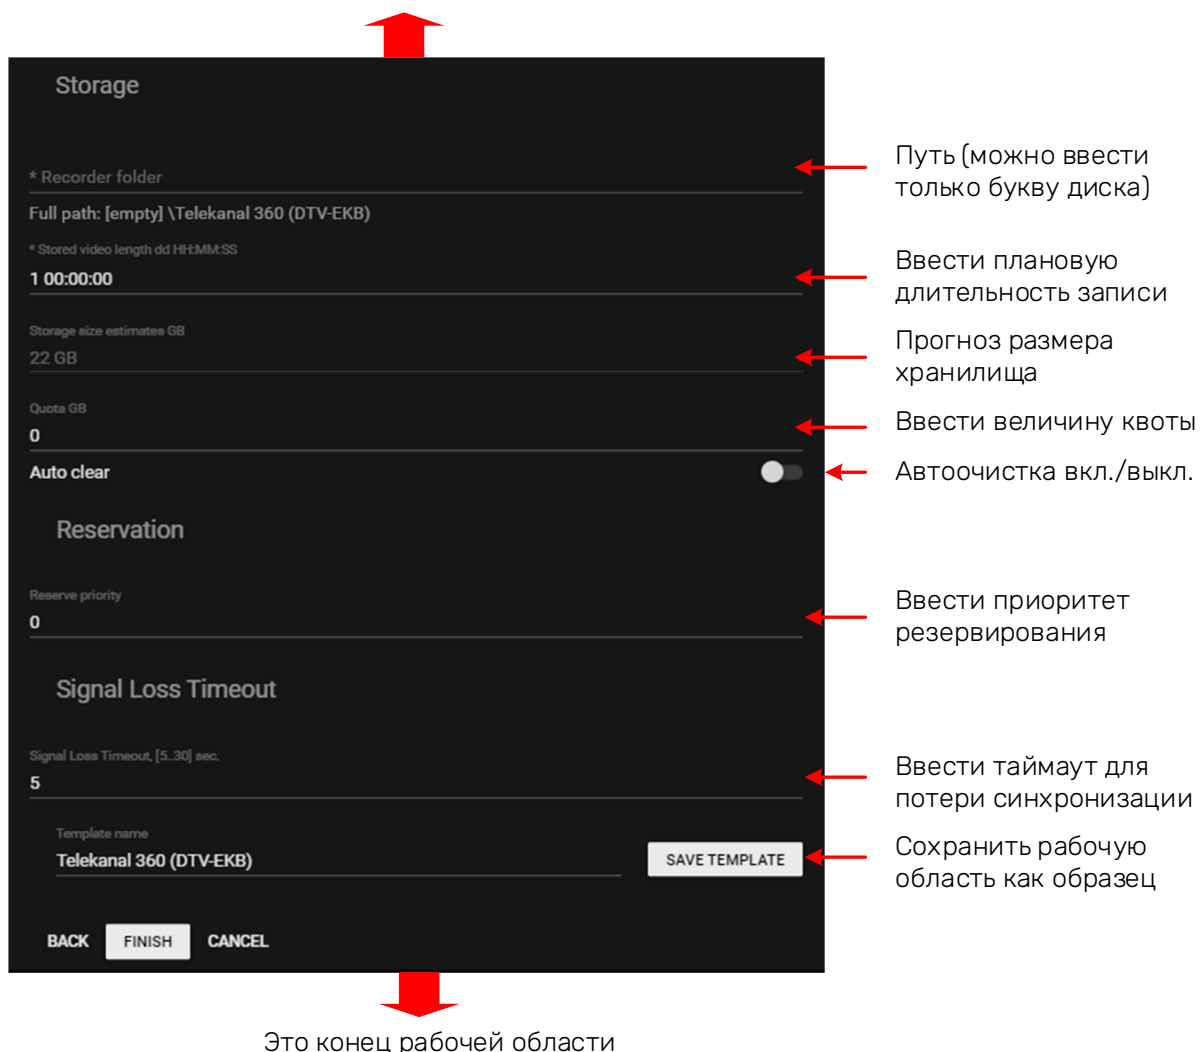 Storage
* Recorder folder
Путь (можно ввести
только букву диска)
Full path: [empty] \Telekanal 360 (DTV-EKB)
* Stored video length dd HH:MM:SS
1 00:00:00
Ввести плановую
длительность записи
Storage size estimates GB
22 GB
Прогноз размера
хранилища
Quota GB
0
Ввести величину квоты
Auto clear
Автоочистка вкл./выкл.
Reservation
Reserve priority
0
Ввести приоритет
резервирования
Signal Loss Timeout
Signal Loss Timeout, [5..30] sec.
5
Ввести таймаут для
потери синхронизации
Template name
Telekanal 360 (DTV-EKB)
SAVE TEMPLATE
Сохранить рабочую
область как образец
BACK FINISH CANCEL
Это конец рабочей области